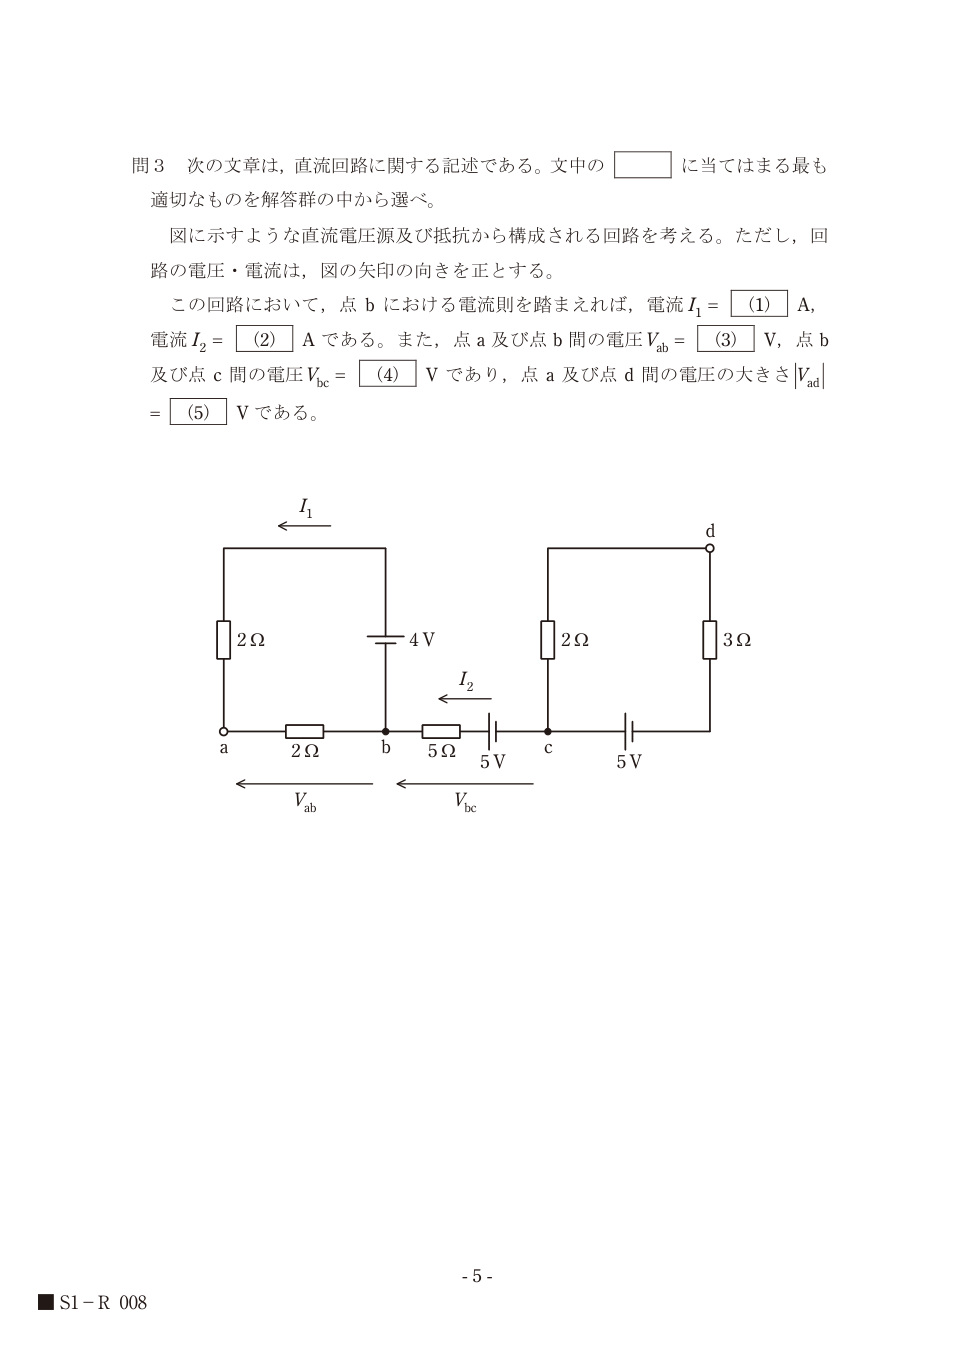 問３　次の文章は，直流回路に関する記述である。文中の　　　に当てはまる最も
適切なものを解答群の中から選べ。
図に示すような直流電圧源及び抵抗から構成される回路を考える。ただし，回
路の電圧・電流は，図の矢印の向きを正とする。
この回路において，点 b における電流則を踏まえれば，電流 I1 = (1) A，
電流 I2 = (2) A である。また，点 a 及び点 b 間の電圧 Vab = (3) V，点 b
及び点 c 間の電圧 Vbc = (4) V であり，点 a 及び点 d 間の電圧の大きさ |Vad|
= (5) V である。
I1
d
2Ω
4V
2Ω
3Ω
I2
a
2Ω
b
5Ω
5V
c
5V
Vab
Vbc
- 5 -
■ S1－R 008